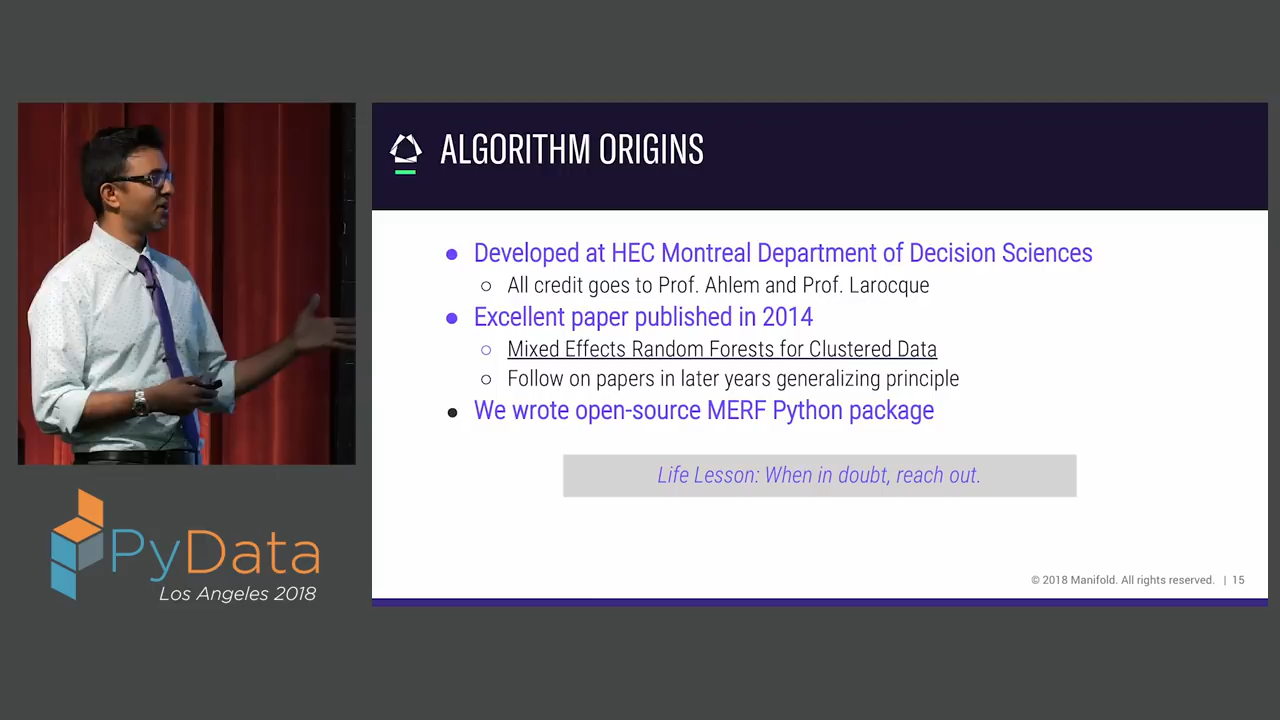 ALGORITHM ORIGINS
● Developed at HEC Montreal Department of Decision Sciences
○ All credit goes to Prof. Ahlem and Prof. Larocque
● Excellent paper published in 2014
○ Mixed Effects Random Forests for Clustered Data
○ Follow on papers in later years generalizing principle
● We wrote open-source MERF Python package
Life Lesson: When in doubt, reach out.
© 2018 Manifold. All rights reserved. | 15
PyData
Los Angeles 2018